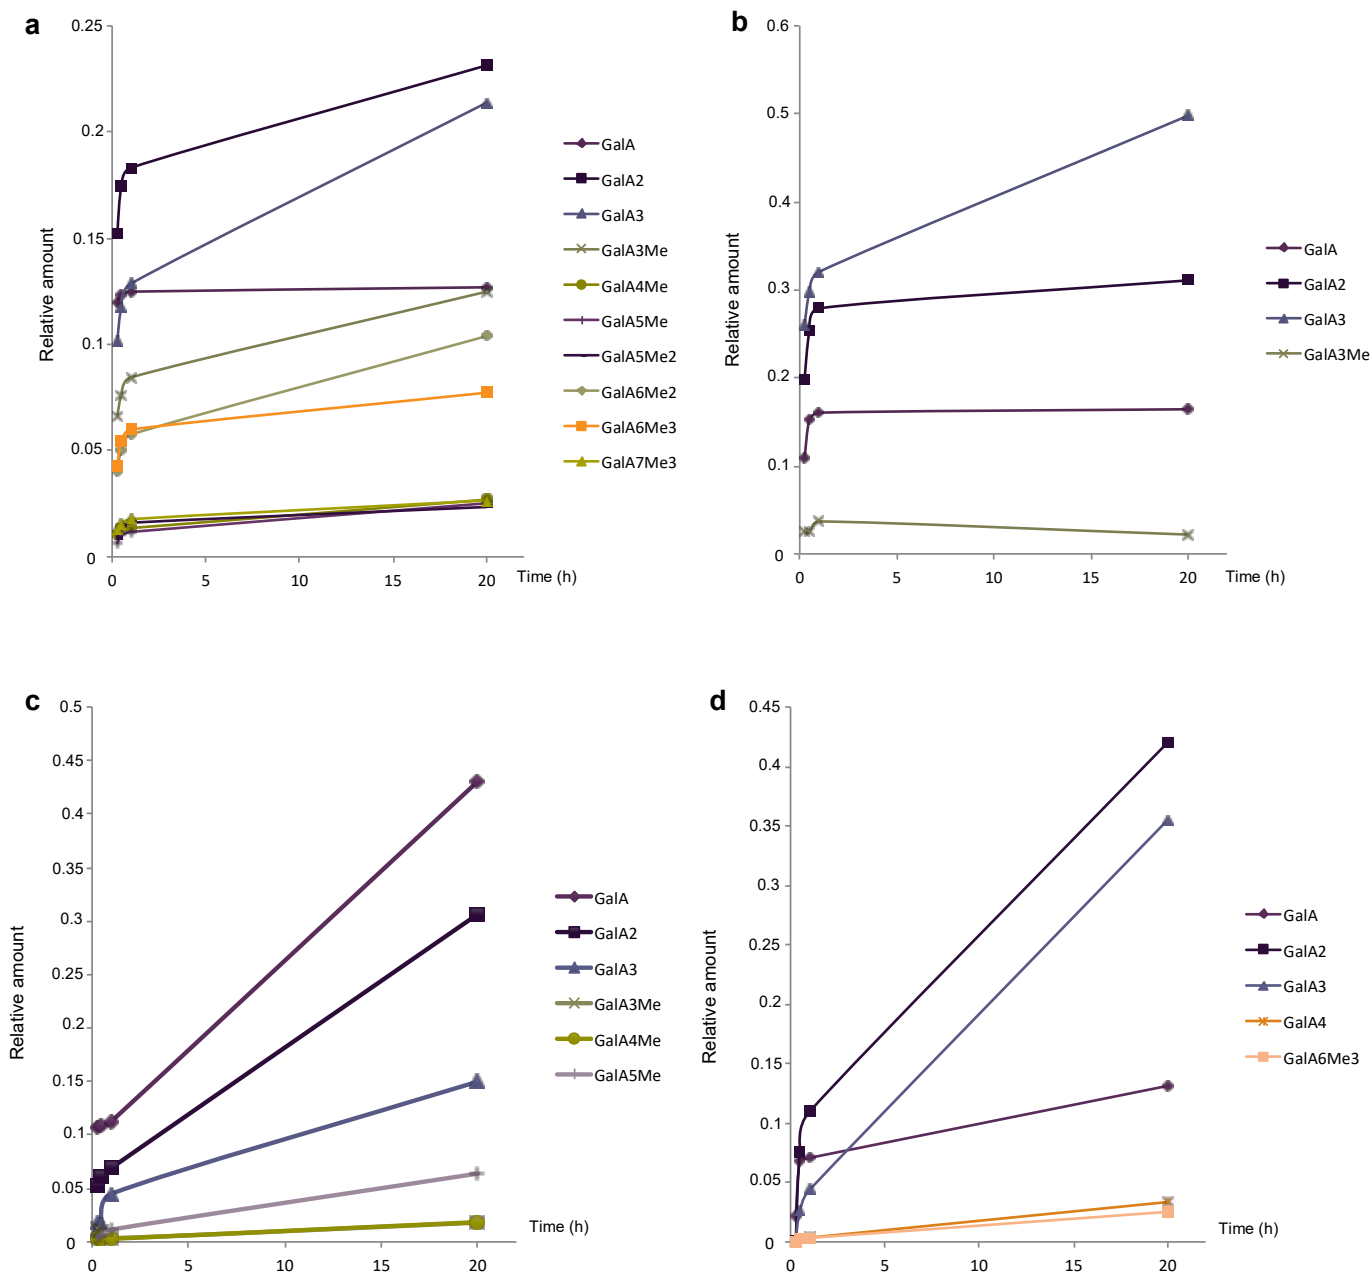 a
0.25
0.2
0.15
0.1
0.05
0
0 5 10 15 20
Time (h)
Relative amount
GalA
GalA2
GalA3
GalA3Me
GalA4Me
GalA5Me
GalA5Me2
GalA6Me2
GalA6Me3
GalA7Me3
b
0.6
0.5
0.4
0.3
0.2
0.1
0
0 5 10 15 20
Time (h)
Relative amount
GalA
GalA2
GalA3
GalA3Me
c
0.5
0.45
0.4
0.35
0.3
0.25
0.2
0.15
0.1
0.05
0
0 5 10 15 20
Time (h)
Relative amount
GalA
GalA2
GalA3
GalA3Me
GalA4Me
GalA5Me
d
0.45
0.4
0.35
0.3
0.25
0.2
0.15
0.1
0.05
0
0 5 10 15 20
Time (h)
Relative amount
GalA
GalA2
GalA3
GalA4
GalA6Me3